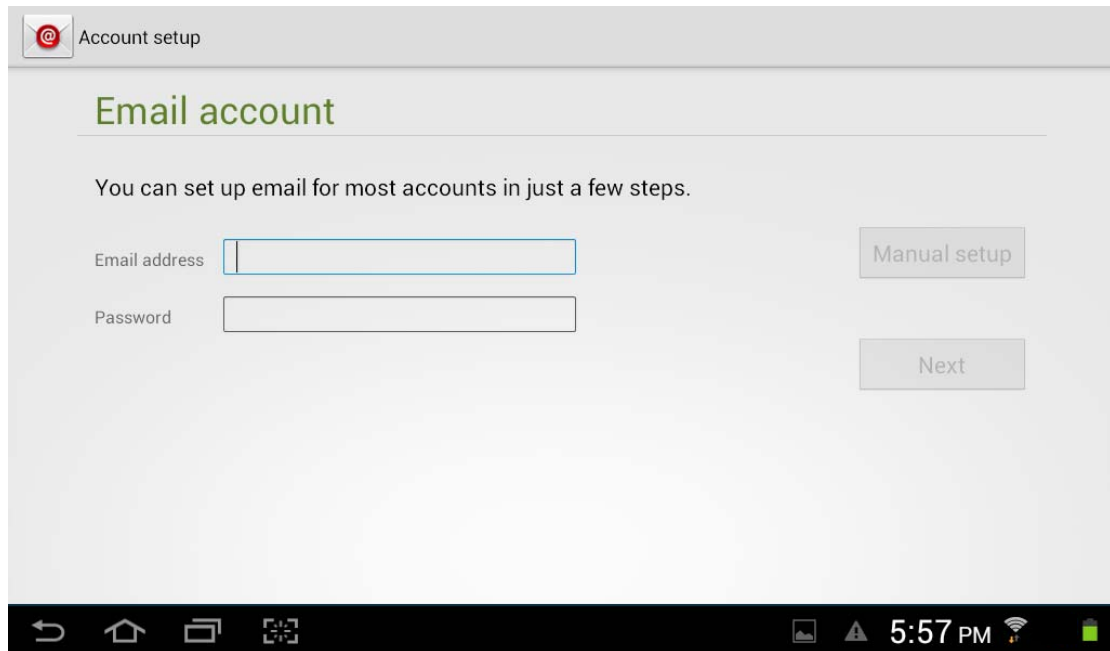 @ Account setup
Email account
You can set up email for most accounts in just a few steps.
Email address
Manual setup
Password
Next
5:57 PM